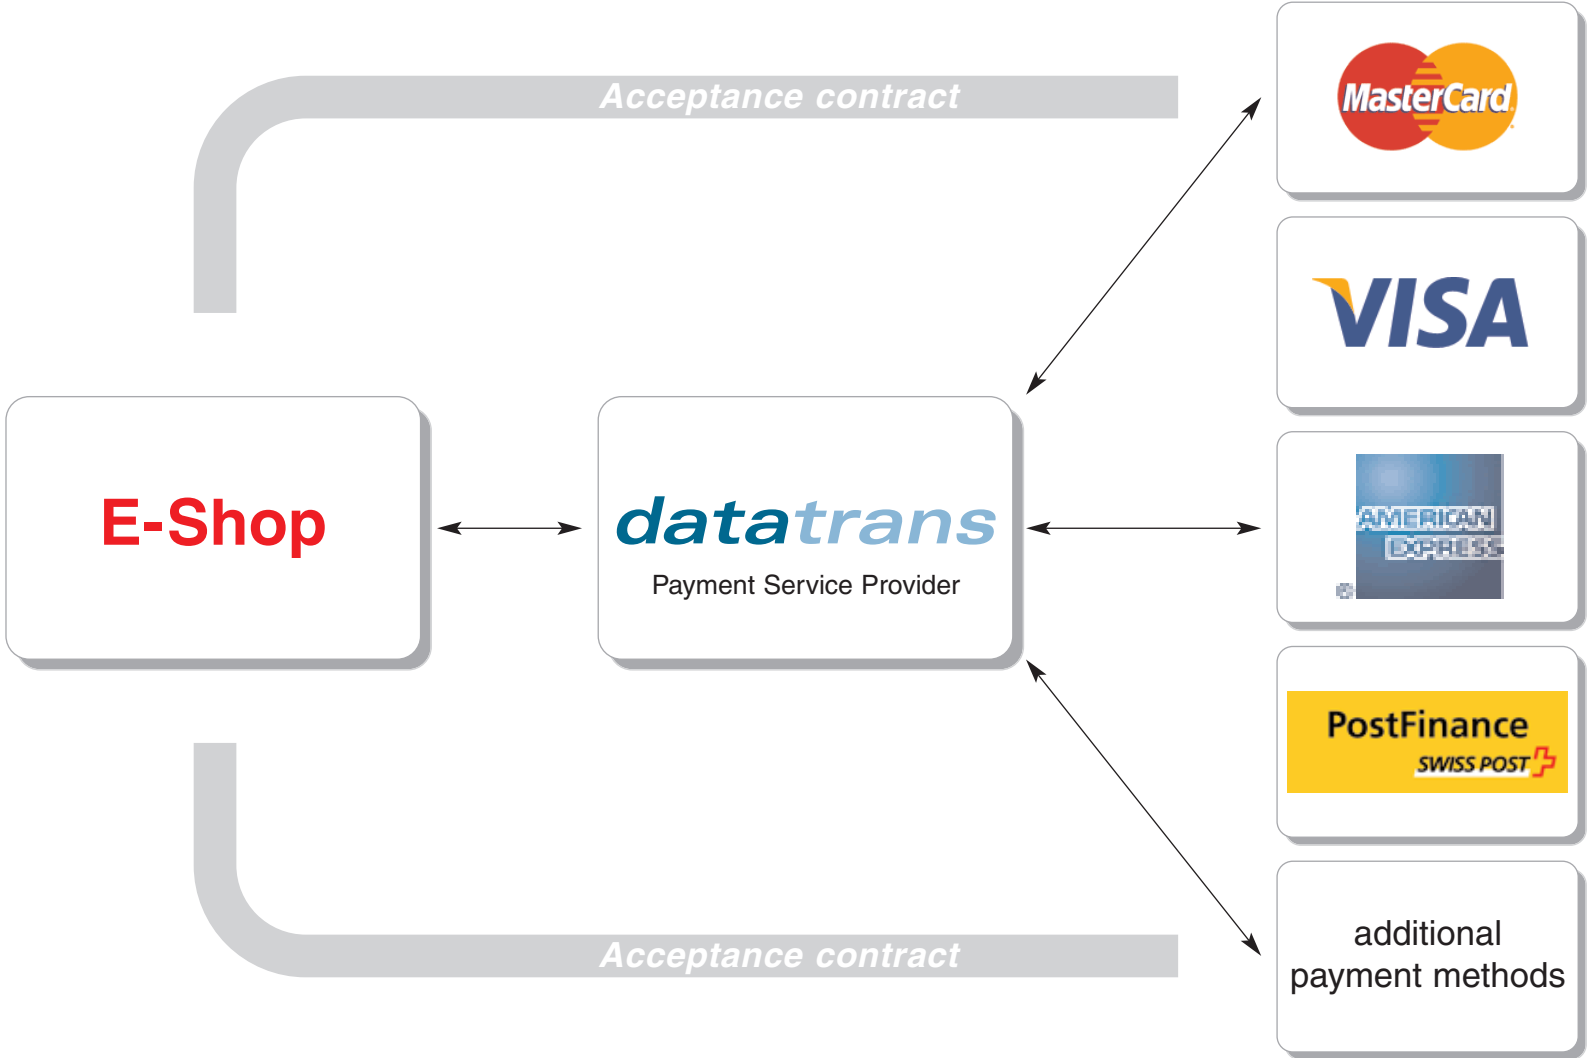 Acceptance contract
MasterCard
VISA
E-Shop
datatrans
Payment Service Provider
AMERICAN
EXPRESS
®
PostFinance
SWISS POST
additional
payment methods
Acceptance contract